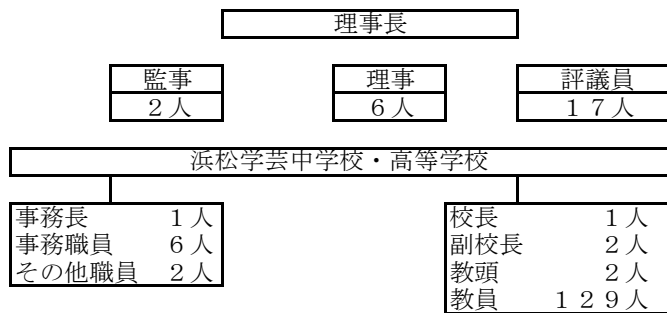 理事長
監事 理事 評議員
2人 6人 17人
浜松学芸中学校・高等学校
事務長 1人
事務職員 6人
その他職員 2人
校長 1人
副校長 2人
教頭 2人
教員 129人